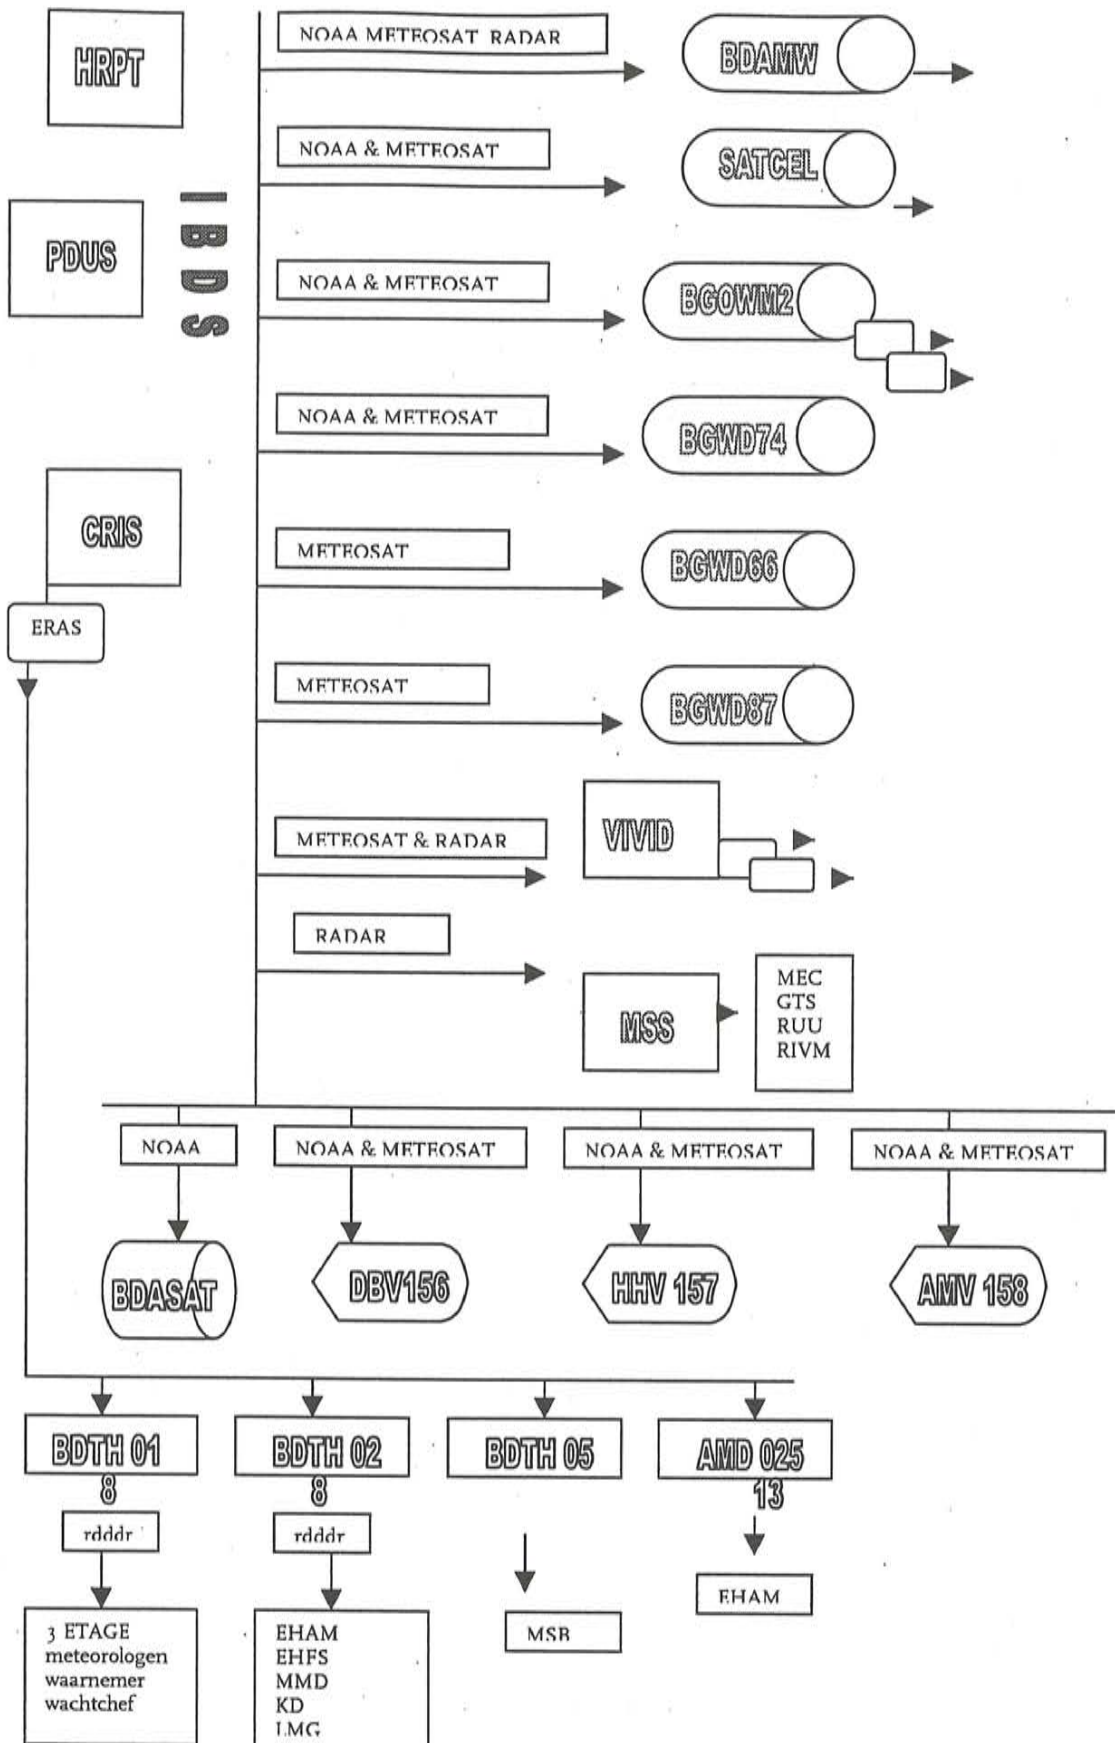 HRPT
NOAA METEOSAT RADAR
BDAMW
NOAA & METEOSAT
SATCEL
PDUS
IBDS
NOAA & METEOSAT
BGOWM2
NOAA & METEOSAT
BGWD74
CRIS
METEOSAT
BGWD66
ERAS
METEOSAT
BGWD87
METEOSAT & RADAR
VIVID
RADAR
MSS
MEC
GTS
RUU
RIVM
NOAA
NOAA & METEOSAT
NOAA & METEOSAT
NOAA & METEOSAT
BDASAT
DBV156
HHV 157
AMV 158
BDTH 01
8
BDTH 02
8
BDTH 05
AMD 025
13
rdddr
rdddr
EHAM
MSB
3 ETAGE
meteorologen
waarnemer
wachtchef
EHAM
EHFS
MMD
KD
LMG